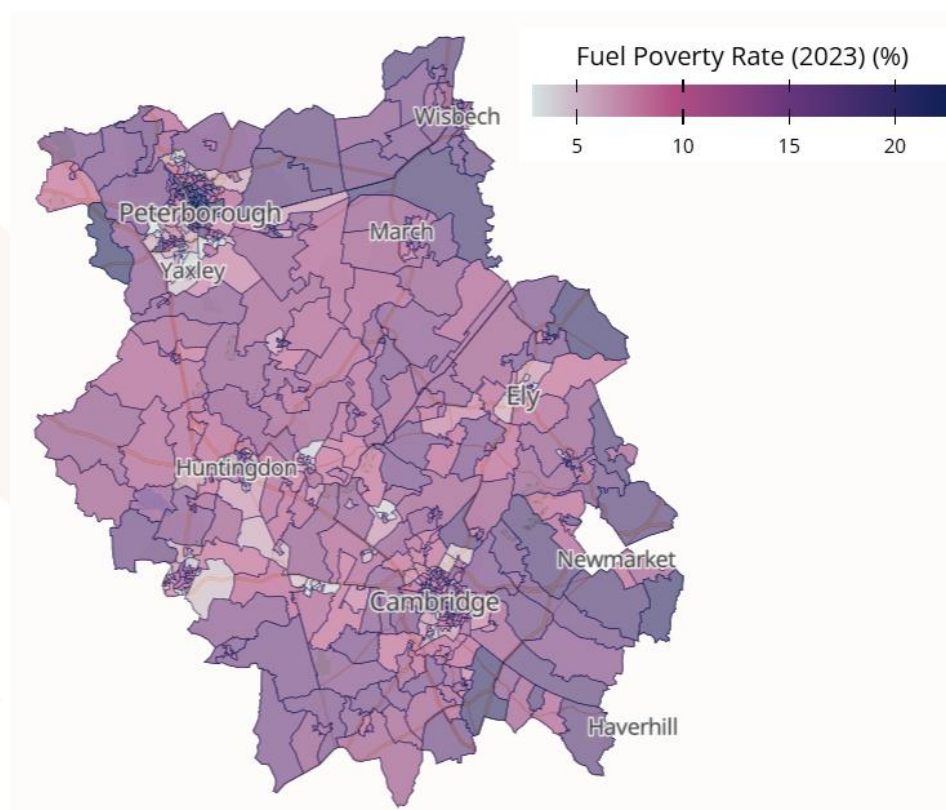 Fuel Poverty Rate (2023) (%)
5 10 15 20
Wisbech
Peterborough
March
Yaxley
Ely
Huntingdon
Newmarket
Cambridge
Haverhill